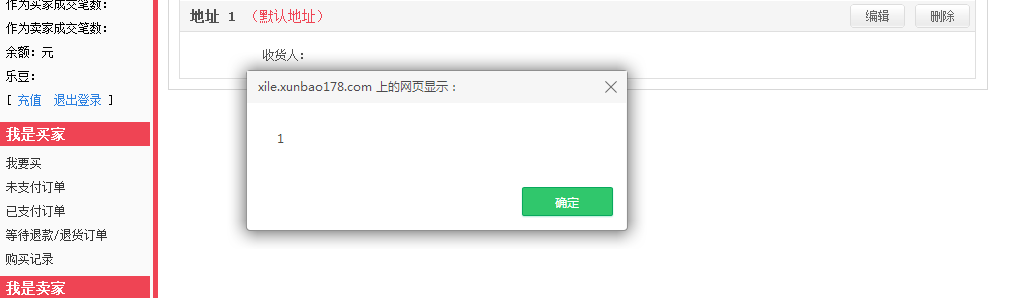 作为买家成交笔数：
作为卖家成交笔数：
余额：元
乐豆：
[ 充值 退出登录 ]
我是买家
我要买
未支付订单
已支付订单
等待退款/退货订单
购买记录
我是卖家
地址 1 （默认地址）
编辑
删除
收货人：
xile.xunbao178.com 上的网页显示：
1
确定